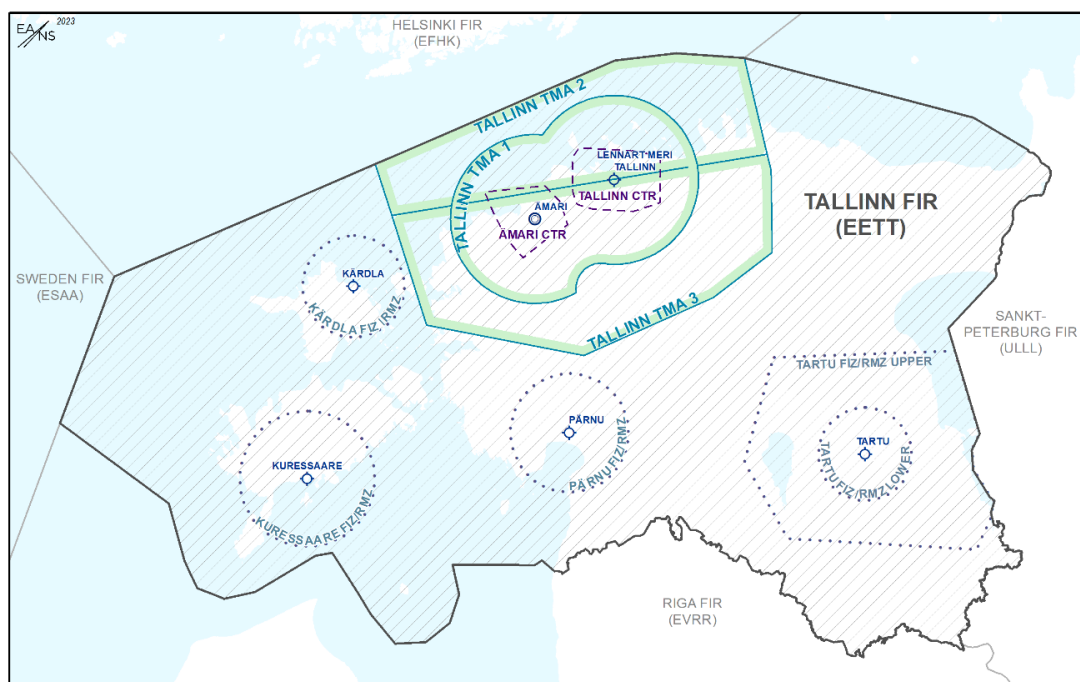 EA
NS
2023
HELSINKI FIR
(EFHK)
TALLINN TMA 2
TALLINN TMA 1
LENNART MERI
TALLINN
TALLINN CTR
ÄMARI
ÄMARI CTR
TALLINN FIR
(EETT)
SWEDEN FIR
(ESAA)
KÄRDLA
KÄRDLA FIZ/RMZ
TALLINN TMA 3
SANKT-
PETERBURG FIR
(ULLL)
TARTU FIZ/RMZ UPPER
PÄRNU
PÄRNU FIZ/RMZ
TARTU
TARTU FIZ/RMZ LOWER
KURESSAARE
KURESSAARE FIZ/RMZ
RIGA FIR
(EVRR)